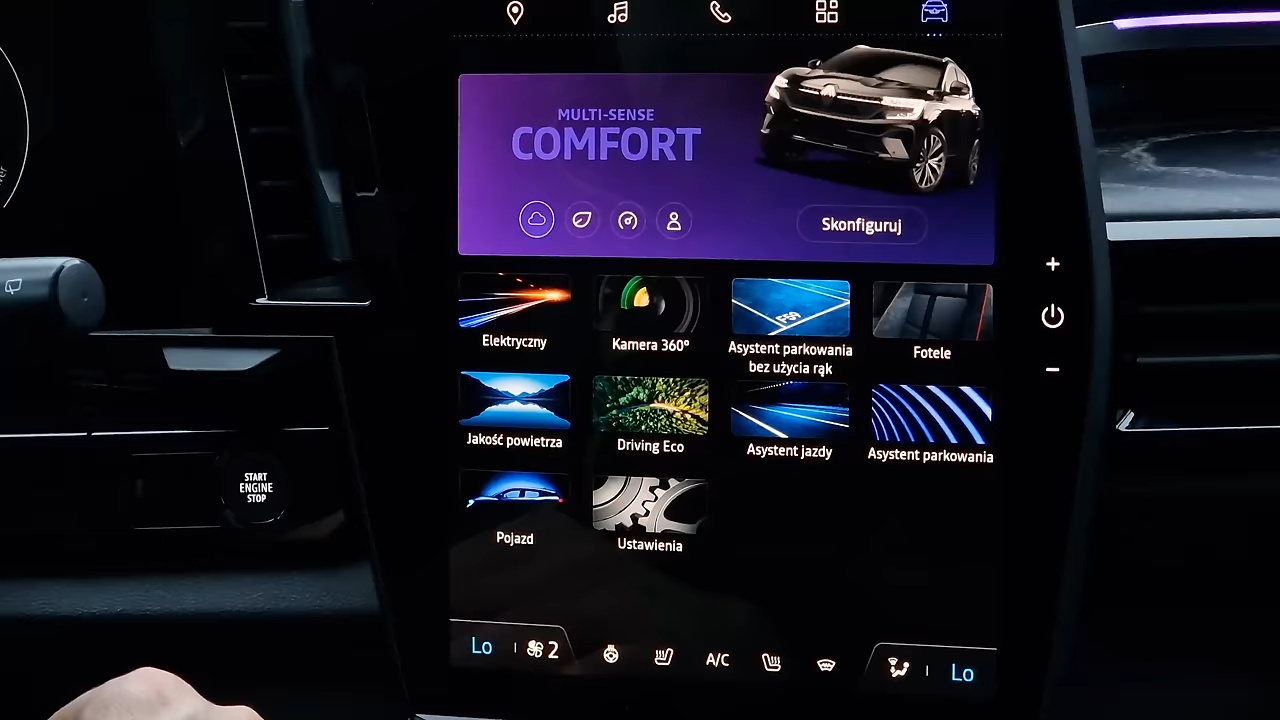 MULTI-SENSE
COMFORT
Skonfiguruj
Elektryczny
Kamera 360°
Asystent parkowania
bez użycia rąk
Fotele
Jakość powietrza
Driving Eco
Asystent jazdy
Asystent parkowania
Pojazd
Ustawienia
START
ENGINE
STOP
Lo
2
A/C
Lo